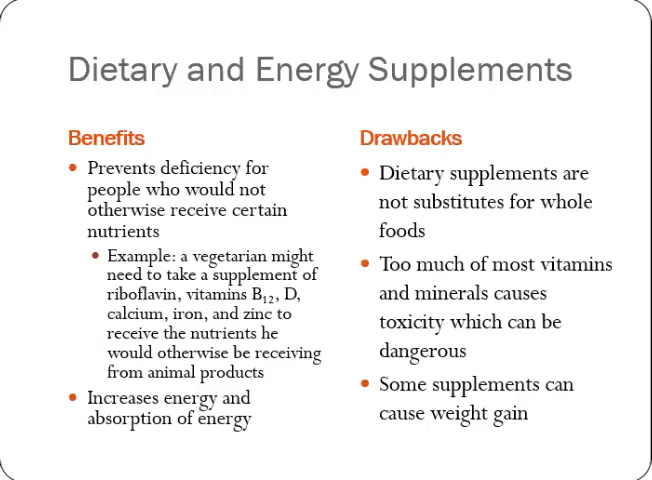 Dietary and Energy Supplements
Benefits
• Prevents deficiency for
people who would not
otherwise receive certain
nutrients
• Example: a vegetarian might
need to take a supplement of
riboflavin, vitamins B₁₂, D,
calcium, iron, and zinc to
receive the nutrients he
would otherwise be receiving
from animal products
• Increases energy and
absorption of energy
Drawbacks
• Dietary supplements are
not substitutes for whole
foods
• Too much of most vitamins
and minerals causes
toxicity which can be
dangerous
• Some supplements can
cause weight gain